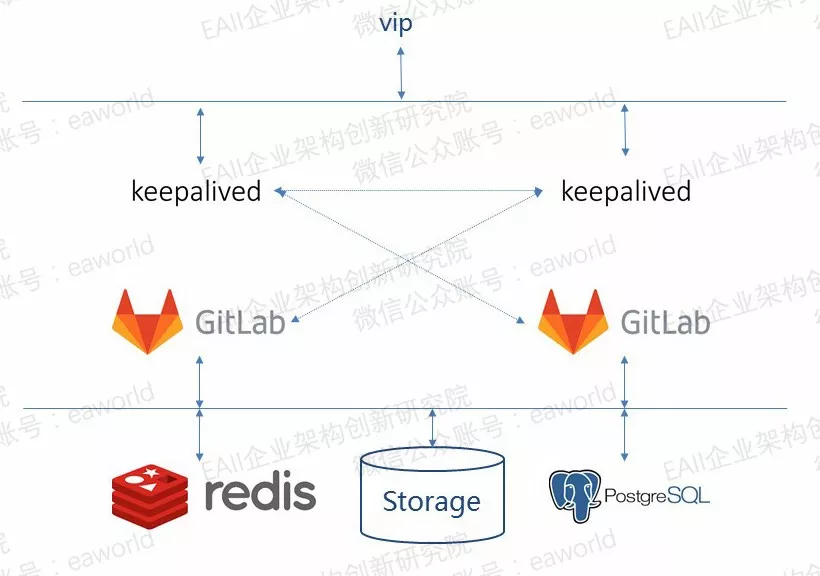 vip
keepalived
keepalived
GitLab
GitLab
redis
Storage
PostgreSQL
EAII企业架构创新研究院
微信公众账号：eaworld